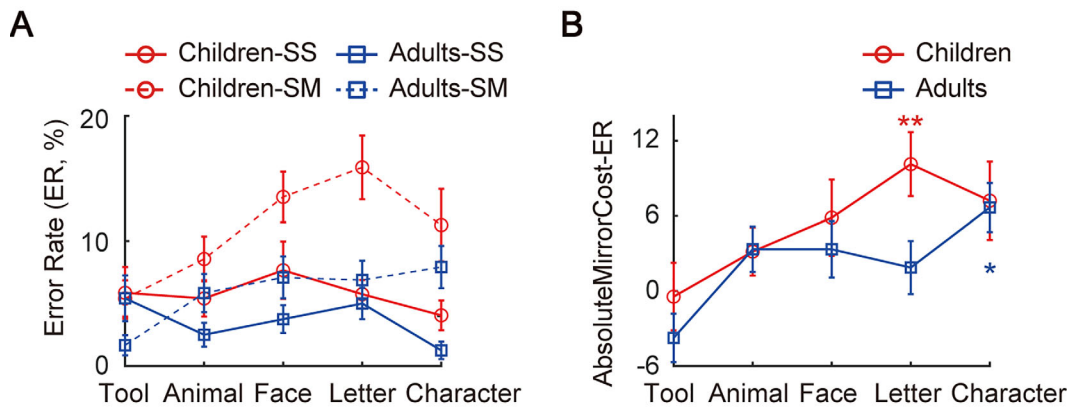 A
Children-SS
Adults-SS
Children-SM
Adults-SM
Error Rate (ER, %)
20
10
0
Tool Animal Face Letter Character
B
Children
Adults
AbsoluteMirrorCost-ER
12
6
0
-6
**
*
Tool Animal Face Letter Character